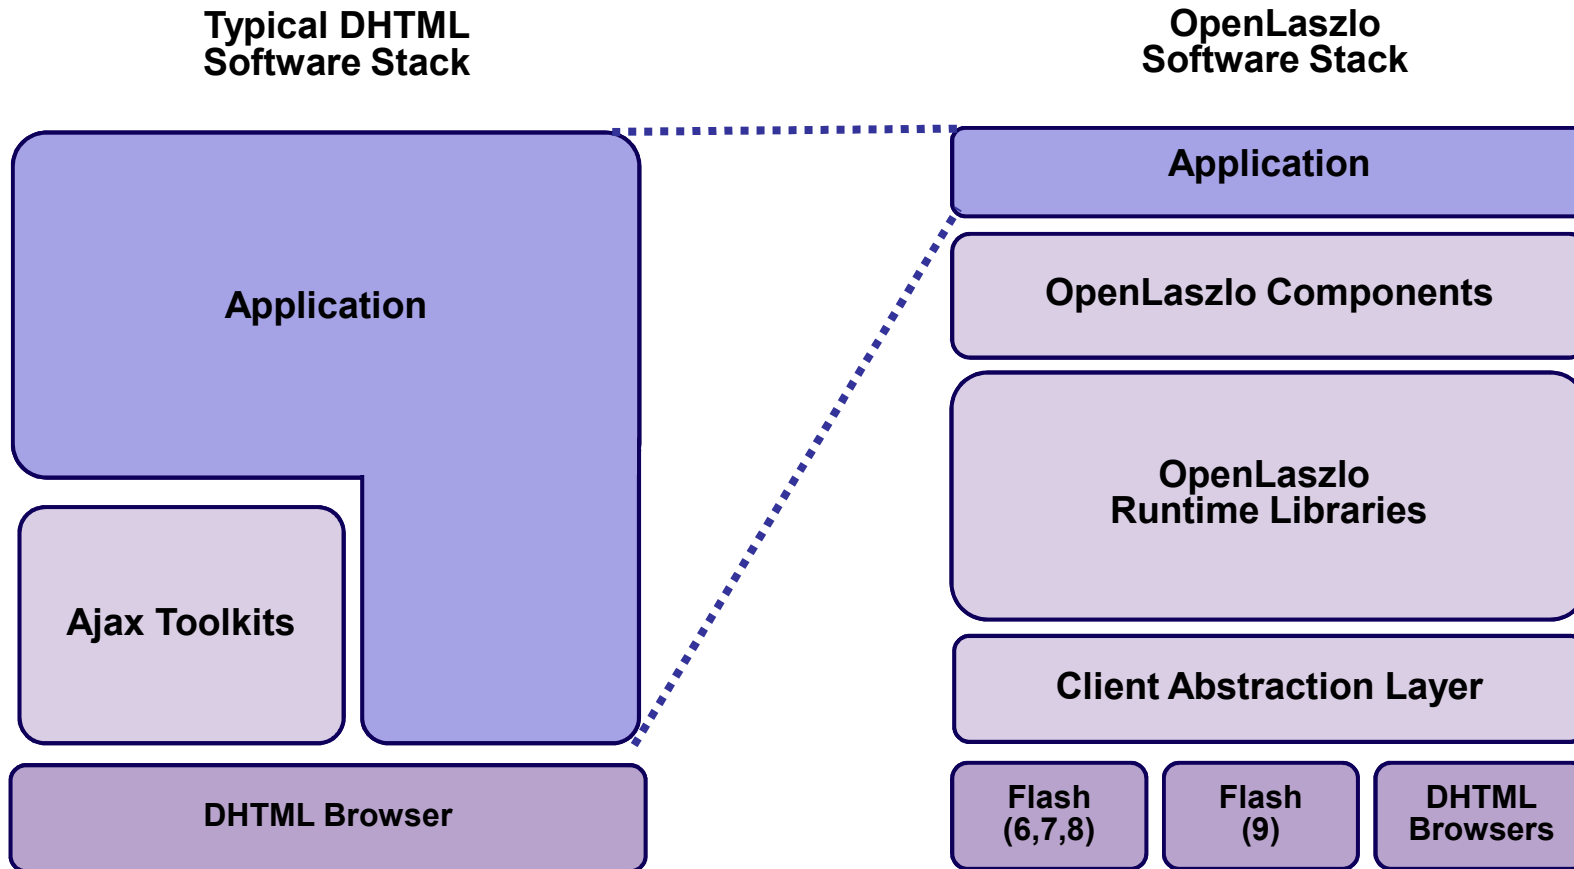 Typical DHTML
Software Stack
Application
Ajax Toolkits
DHTML Browser
OpenLaszlo
Software Stack
Application
OpenLaszlo Components
OpenLaszlo
Runtime Libraries
Client Abstraction Layer
Flash
(6,7,8)
Flash
(9)
DHTML
Browsers